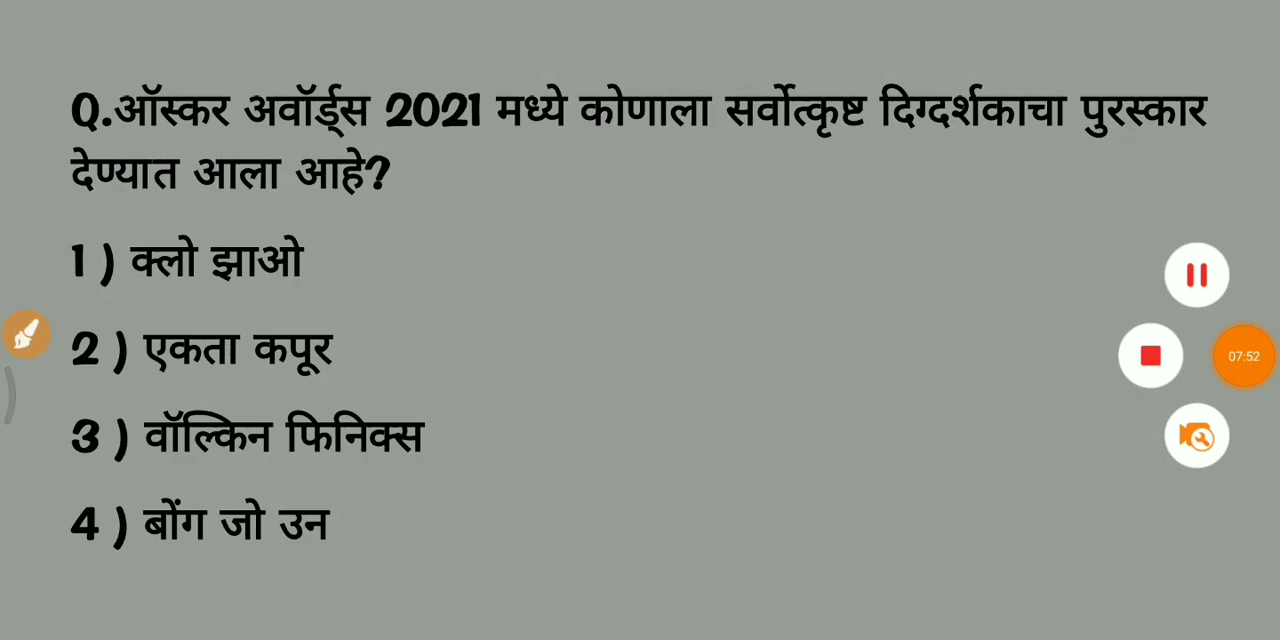 Q.ऑस्कर अवॉर्ड्स 2021 मध्ये कोणाला सर्वोत्कृष्ट दिग्दर्शकाचा पुरस्कार
देण्यात आला आहे?
1 ) क्लो झाओ
2 ) एकता कपूर
07:52
3 ) वॉल्किन फिनिक्स
4 ) बोंग जो उन